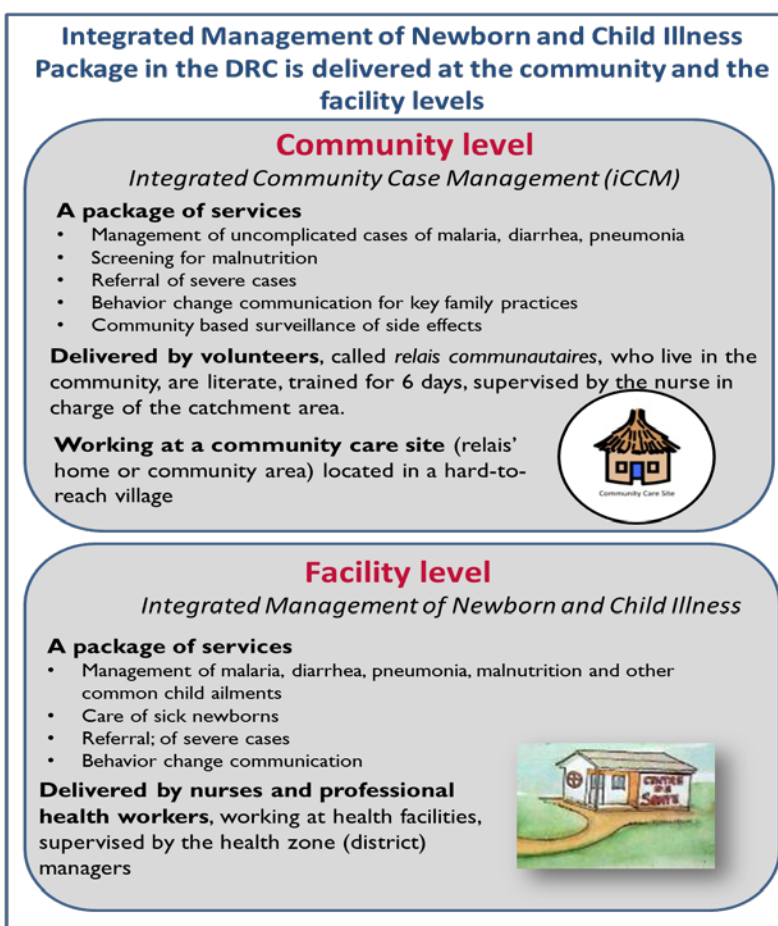 Integrated Management of Newborn and Child Illness
Package in the DRC is delivered at the community and the
facility levels
Community level
Integrated Community Case Management (iCCM)
A package of services
• Management of uncomplicated cases of malaria, diarrhea, pneumonia
• Screening for malnutrition
• Referral of severe cases
• Behavior change communication for key family practices
• Community based surveillance of side effects
Delivered by volunteers, called relais communautaires, who live in the
community, are literate, trained for 6 days, supervised by the nurse in
charge of the catchment area.
Working at a community care site (relais'
home or community area) located in a hard-to-
reach village
Community Care Site
Facility level
Integrated Management of Newborn and Child Illness
A package of services
• Management of malaria, diarrhea, pneumonia, malnutrition and other
common child ailments
• Care of sick newborns
• Referral; of severe cases
• Behavior change communication
Delivered by nurses and professional
health workers, working at health facilities,
supervised by the health zone (district)
managers
CENTRE
DE
SANTE